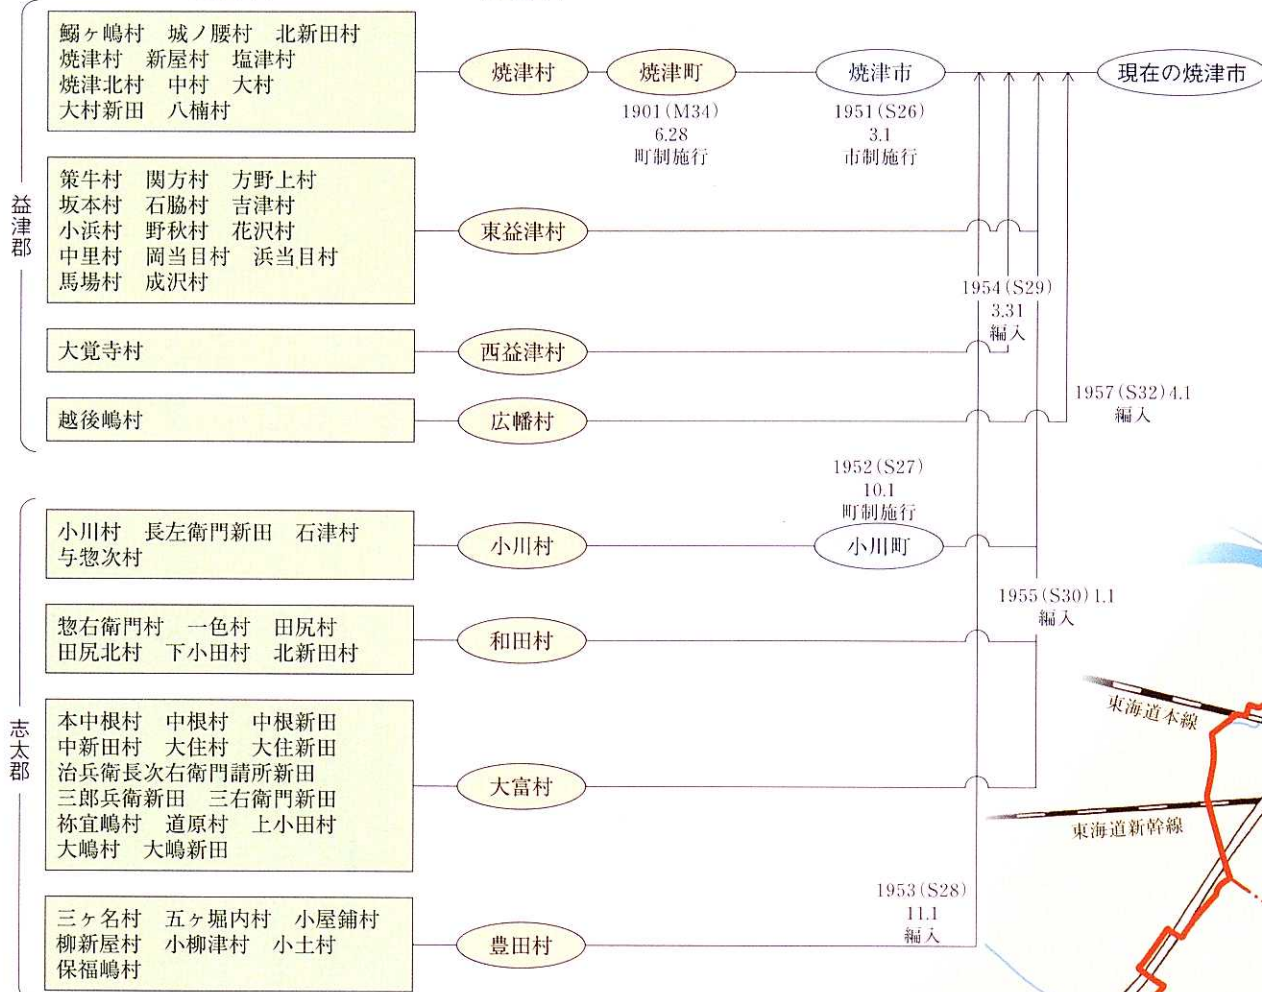 益津郡
鰯ヶ嶋村　城ノ腰村　北新田村
焼津村　新屋村　塩津村
焼津北村　中村　大村
大村新田　八楠村
焼津村
焼津町
1901(M34)
6.28
町制施行
焼津市
1951(S26)
3.1
市制施行
現在の焼津市
策牛村　関方村　方野上村
坂本村　石脇村　吉津村
小浜村　野秋村　花沢村
中里村　岡当目村　浜当目村
馬場村　成沢村
東益津村
1954(S29)
3.31
編入
大覚寺村
西益津村
越後嶋村
広幡村
1957(S32)4.1
編入
志太郡
小川村　長左衛門新田　石津村
与惣次村
小川村
1952(S27)
10.1
町制施行
小川町
1955(S30)1.1
編入
惣右衛門村　一色村　田尻村
田尻北村　下小田村　北新田村
和田村
本中根村　中根村　中根新田
中新田村　大住村　大住新田
治兵衛長次右衛門請所新田
三郎兵衛新田　三右衛門新田
祢宜嶋村　道原村　上小田村
大嶋村　大嶋新田
大富村
三ヶ名村　五ヶ堀内村　小屋鋪村
柳新屋村　小柳津村　小土村
保福嶋村
豊田村
1953(S28)
11.1
編入
東海道本線
東海道新幹線